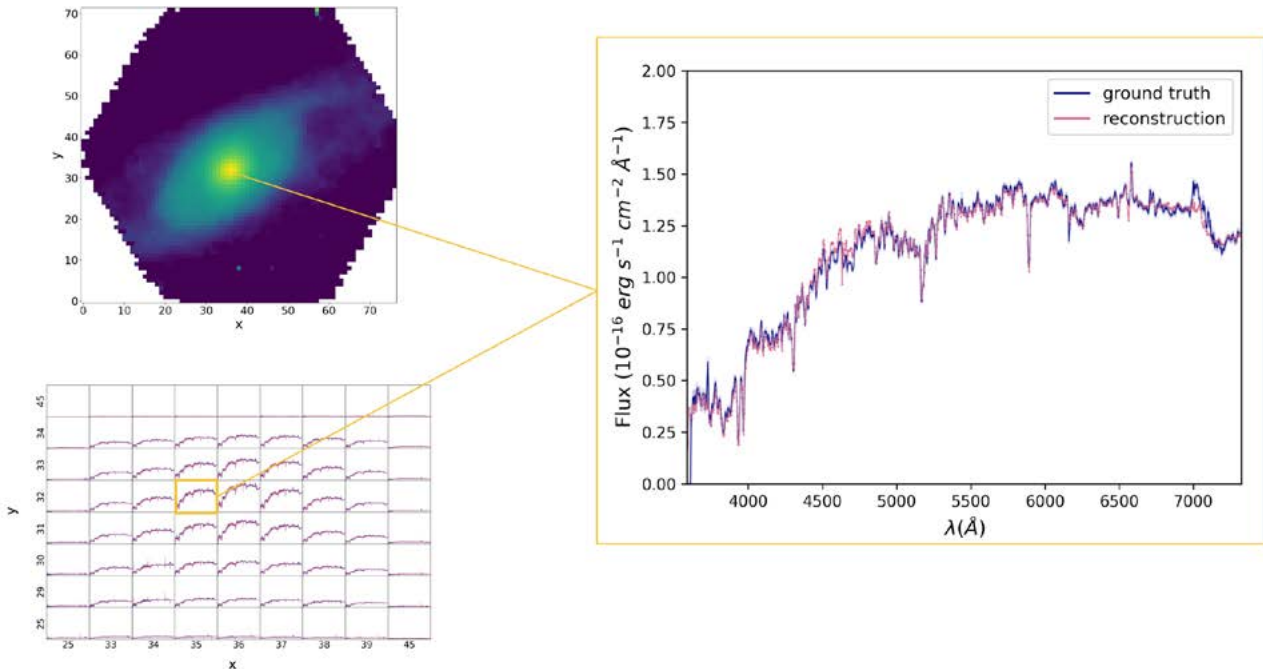 70
60
50
40
30
20
10
0
y
0 10 20 30 40 50 60 70
x
45
34
33
32
31
30
29
25
y
25 33 34 35 36 37 38 39 45
x
2.00
1.75
1.50
1.25
1.00
0.75
0.50
0.25
0.00
Flux (10⁻¹⁶ erg s⁻¹ cm⁻² Å⁻¹)
ground truth
reconstruction
4000 4500 5000 5500 6000 6500 7000
λ(Å)